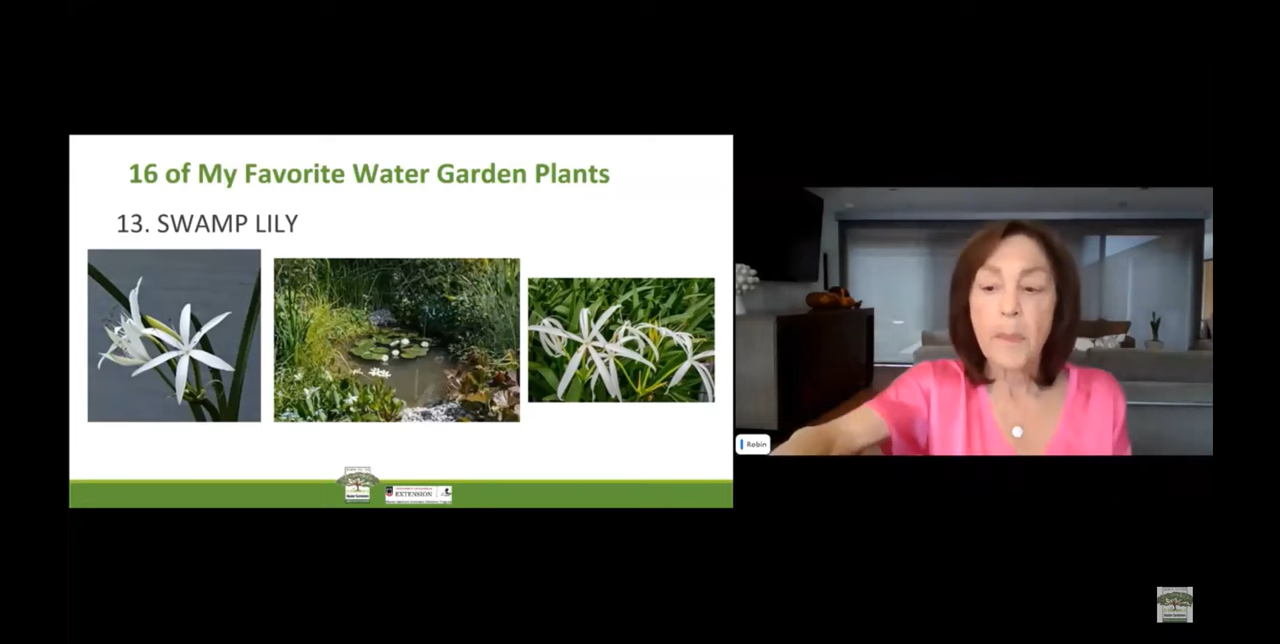 16 of My Favorite Water Garden Plants
13. SWAMP LILY
EXTENSION
Robin